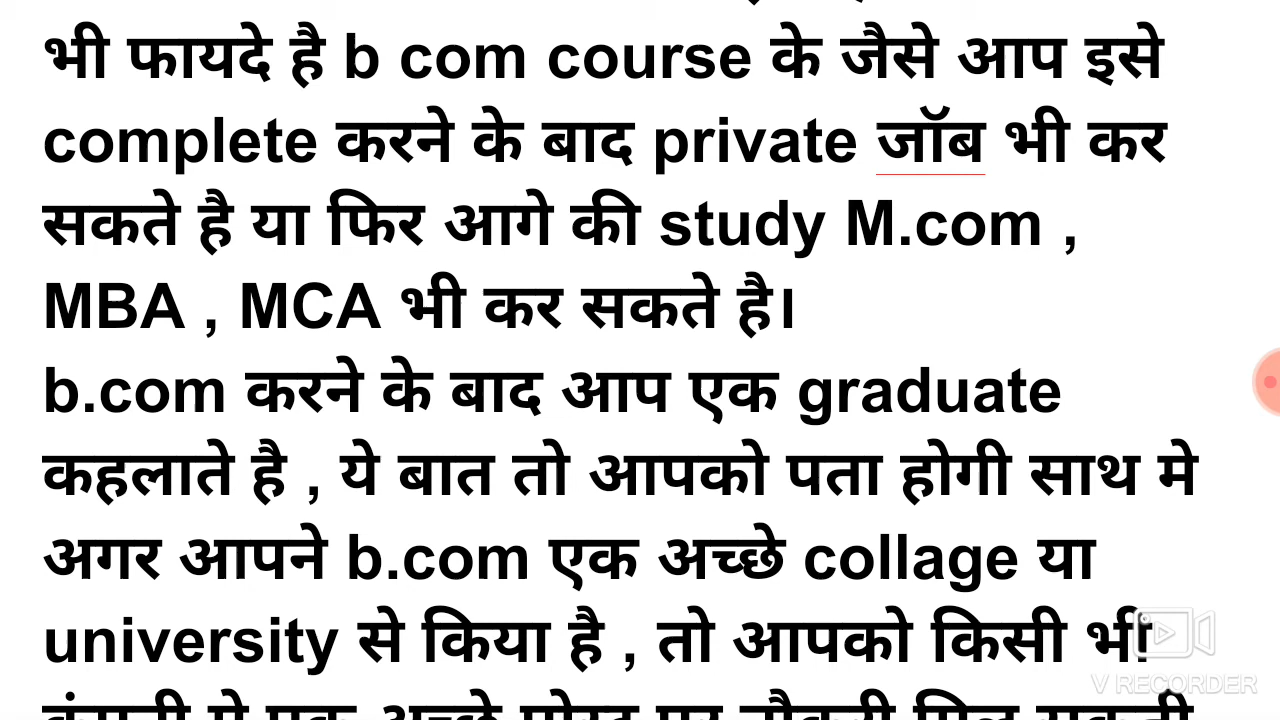 भी फायदे है b com course के जैसे आप इसे
complete करने के बाद private जॉब भी कर
सकते है या फिर आगे की study M.com ,
MBA , MCA भी कर सकते है।
b.com करने के बाद आप एक graduate
कहलाते है , ये बात तो आपको पता होगी साथ मे
अगर आपने b.com एक अच्छे collage या
university से किया है , तो आपको किसी भी
V RECORDER